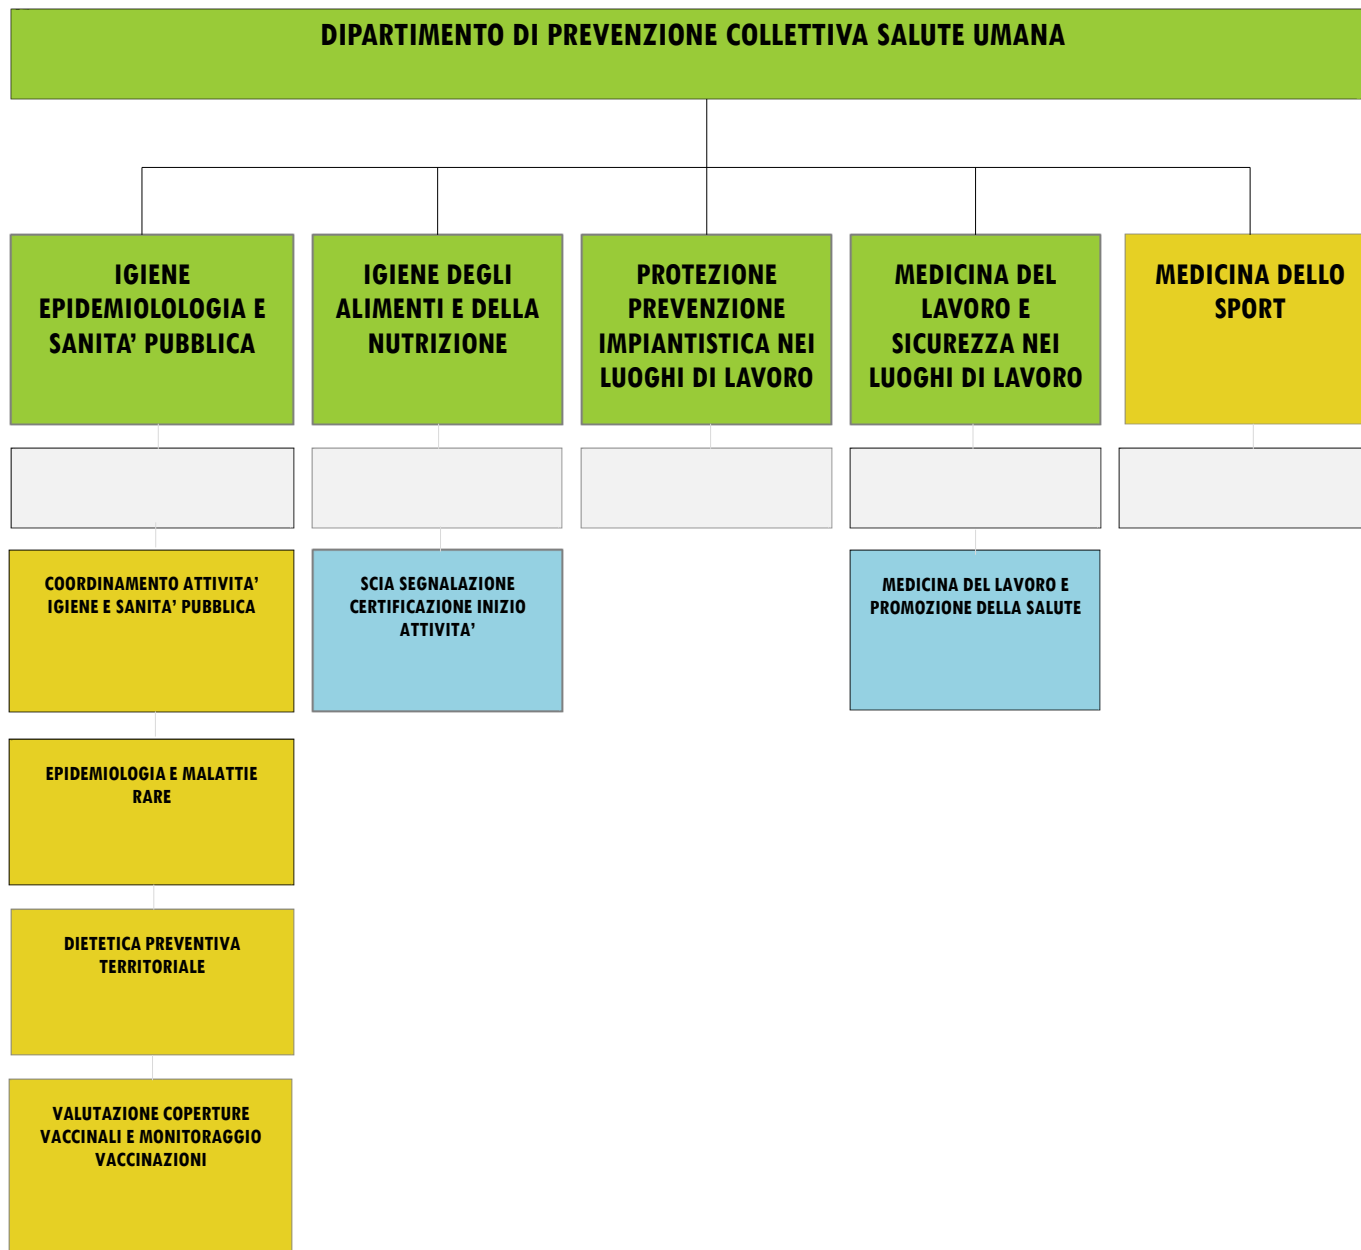 DIPARTIMENTO DI PREVENZIONE COLLETTIVA SALUTE UMANA
IGIENE
EPIDEMIOLOLOGIA E
SANITA’ PUBBLICA
IGIENE DEGLI
ALIMENTI E DELLA
NUTRIZIONE
PROTEZIONE
PREVENZIONE
IMPIANTISTICA NEI
LUOGHI DI LAVORO
MEDICINA DEL
LAVORO E
SICUREZZA NEI
LUOGHI DI LAVORO
MEDICINA DELLO
SPORT
COORDINAMENTO ATTIVITA’
IGIENE E SANITA’ PUBBLICA
SCIA SEGNALAZIONE
CERTIFICAZIONE INIZIO
ATTIVITA’
MEDICINA DEL LAVORO E
PROMOZIONE DELLA SALUTE
EPIDEMIOLOGIA E MALATTIE
RARE
DIETETICA PREVENTIVA
TERRITORIALE
VALUTAZIONE COPERTURE
VACCINALI E MONITORAGGIO
VACCINAZIONI